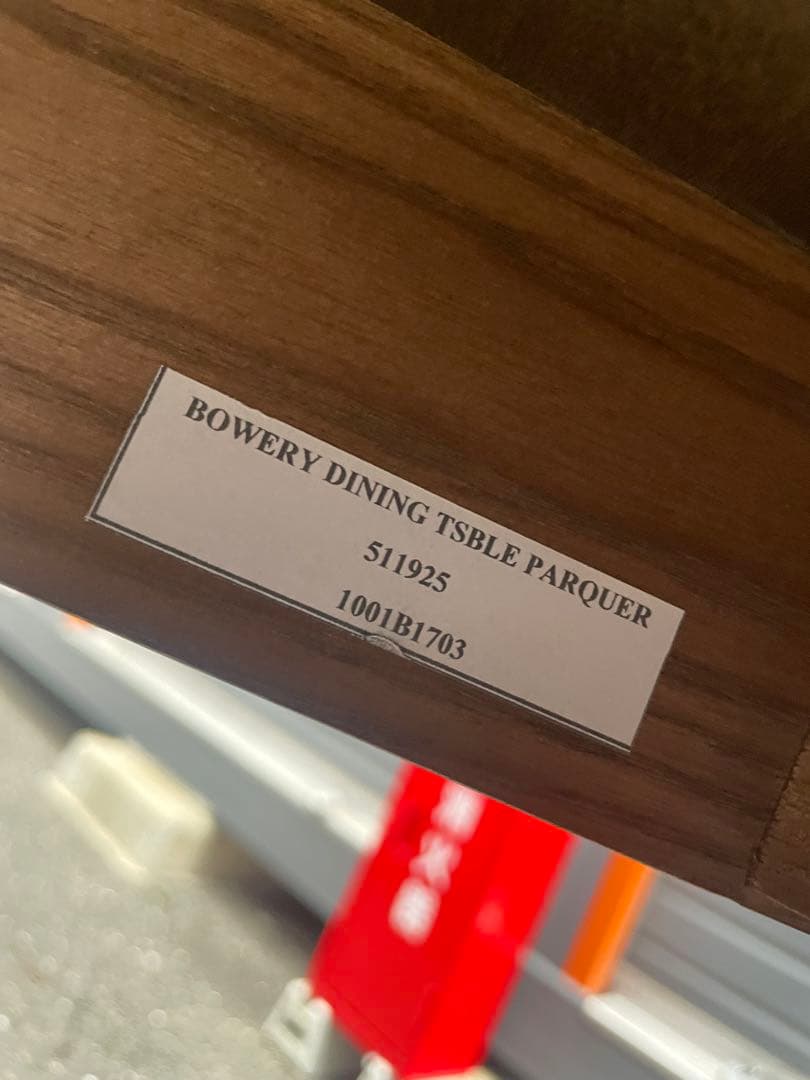 BOWERY DINING TSBLE PARQUER
511925
1001B1703